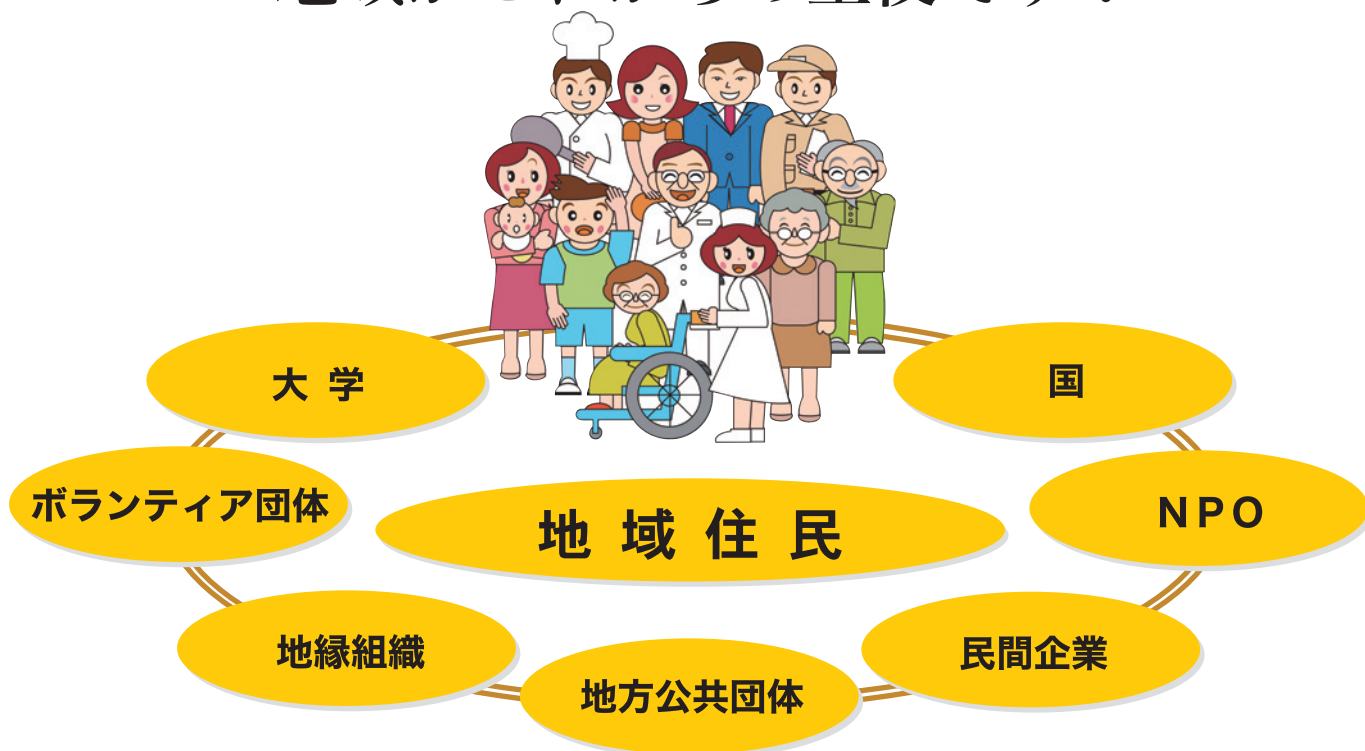 大学
国
ボランティア団体
地域住民
NPO
地縁組織
民間企業
地方公共団体